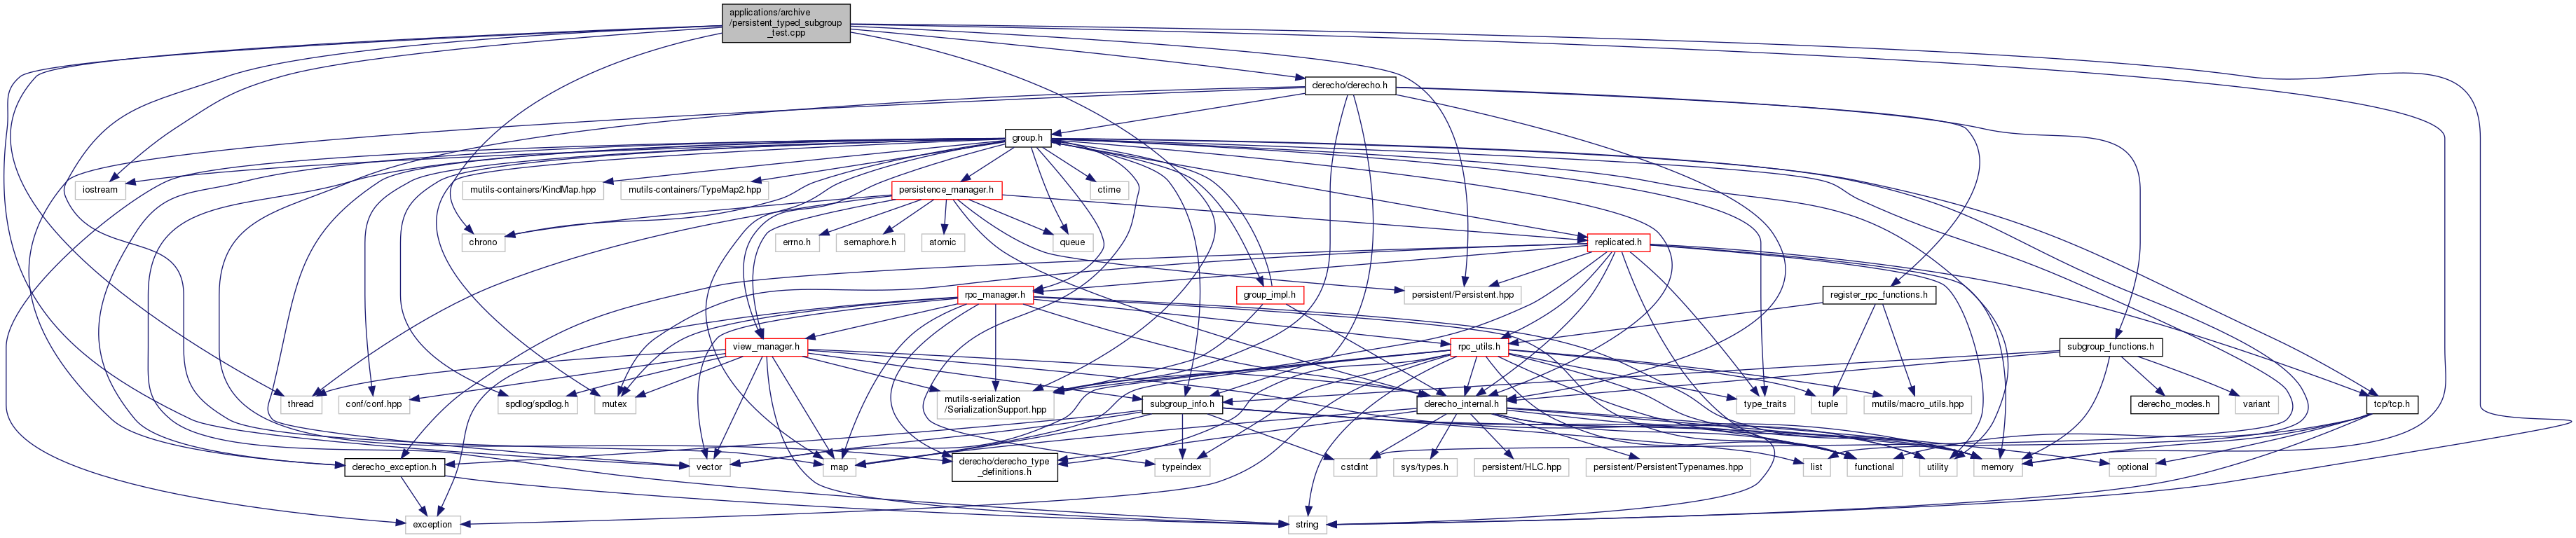 applications/archive
/persistent_typed_subgroup
_test.cpp
derecho/derecho.h
group.h
iostream
mutils-containers/KindMap.hpp
mutils-containers/TypeMap2.hpp
persistence_manager.h
ctime
chrono
errno.h
semaphore.h
atomic
queue
replicated.h
rpc_manager.h
group_impl.h
persistent/Persistent.hpp
register_rpc_functions.h
view_manager.h
rpc_utils.h
subgroup_functions.h
thread
conf/conf.hpp
spdlog/spdlog.h
mutex
mutils-serialization
/SerializationSupport.hpp
subgroup_info.h
derecho_internal.h
type_traits
tuple
mutils/macro_utils.hpp
derecho_modes.h
variant
tcp/tcp.h
derecho_exception.h
vector
map
derecho/derecho_type
_definitions.h
typeindex
cstdint
sys/types.h
persistent/HLC.hpp
persistent/PersistentTypenames.hpp
list
functional
utility
memory
optional
exception
string